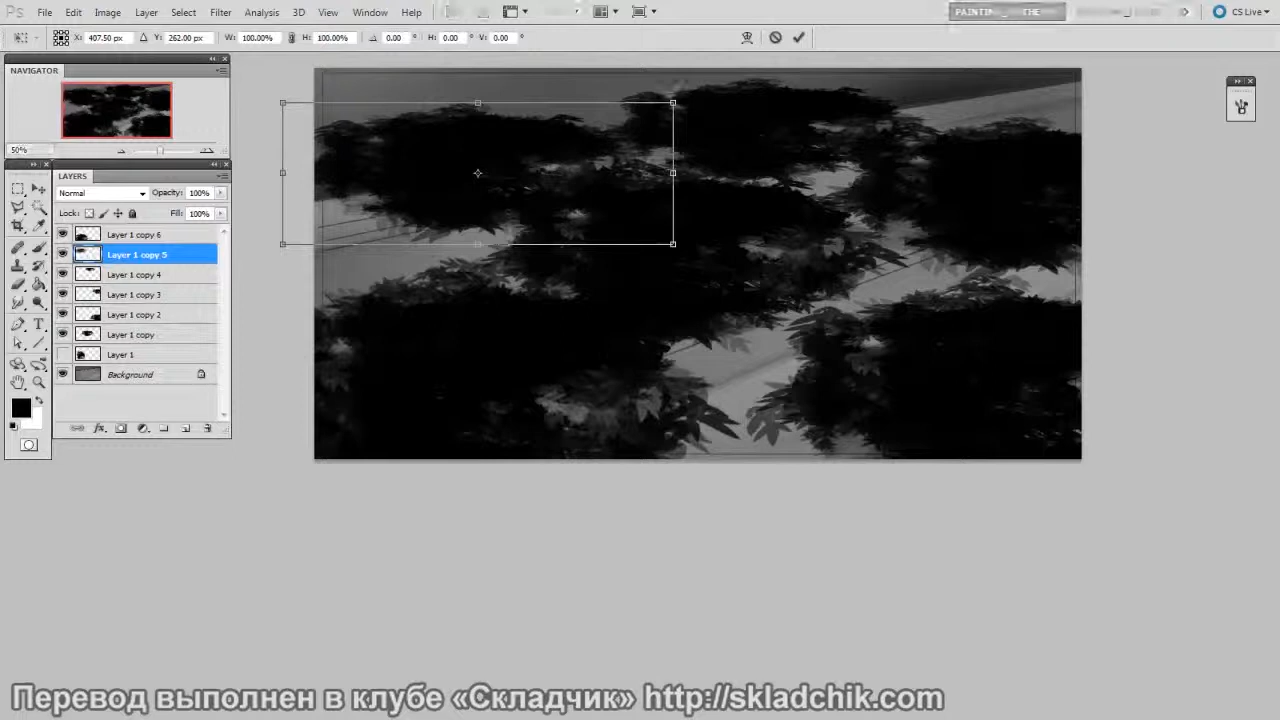 Ps File Edit Image Layer Select Filter Analysis 3D View Window Help CS Live
X: 407.50 px Y: 262.00 px W: 100.00% H: 100.00% 0.00 ° H: 0.00 ° V: 0.00 °
NAVIGATOR
50%
LAYERS
Normal Opacity: 100%
Lock: Fill: 100%
Layer 1 copy 6
Layer 1 copy 5
Layer 1 copy 4
Layer 1 copy 3
Layer 1 copy 2
Layer 1 copy
Layer 1
Background
Перевод выполнен в клубе «Складчик» http://skladchik.com